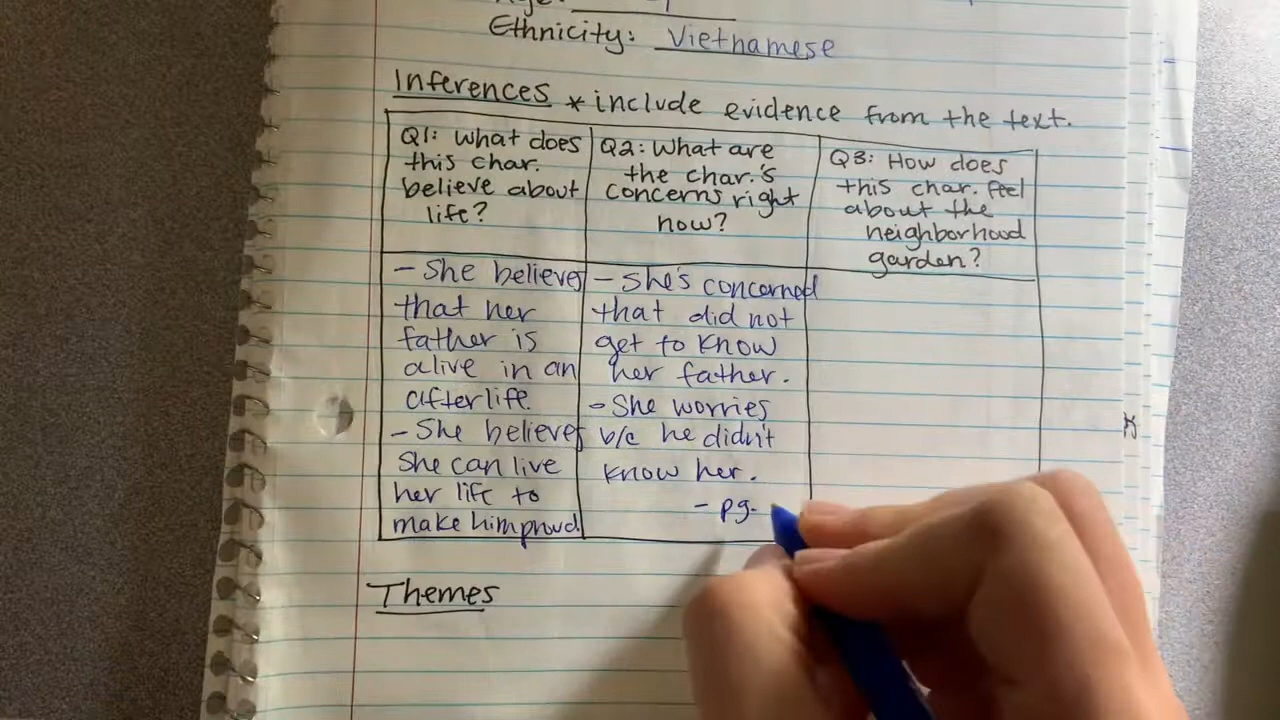 Ethnicity: Vietnamese
Inferences *include evidence from the text.
Q1: What does
this char.
believe about
life?
Q2: What are
the char.'s
concerns right
now?
Q3: How does
this char. feel
about the
neighborhood
garden?
- She believes
that her
father is
alive in an
afterlife.
- She believes
she can live
her life to
make him proud.
- She's concerned
that did not
get to know
her father.
- She worries
b/c he didn't
know her.
- pg.
Themes